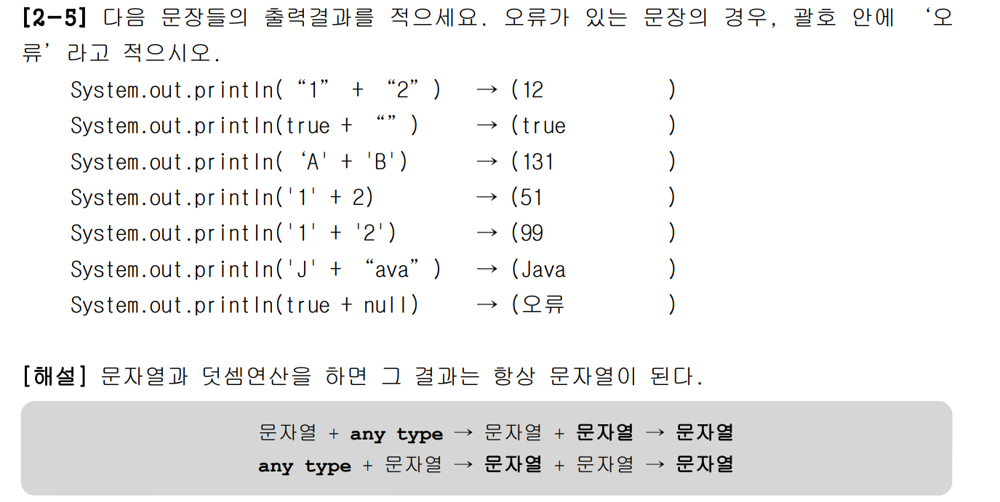 [2-5] 다음 문장들의 출력결과를 적으세요. 오류가 있는 문장의 경우, 괄호 안에 ‘오
류’라고 적으시오.
System.out.println(“1” + “2”) → (12 )
System.out.println(true + “”) → (true )
System.out.println(‘A' + 'B') → (131 )
System.out.println('1' + 2) → (51 )
System.out.println('1' + '2') → (99 )
System.out.println('J' + “ava”) → (Java )
System.out.println(true + null) → (오류 )
[해설] 문자열과 덧셈연산을 하면 그 결과는 항상 문자열이 된다.
문자열 + any type → 문자열 + 문자열 → 문자열
any type + 문자열 → 문자열 + 문자열 → 문자열